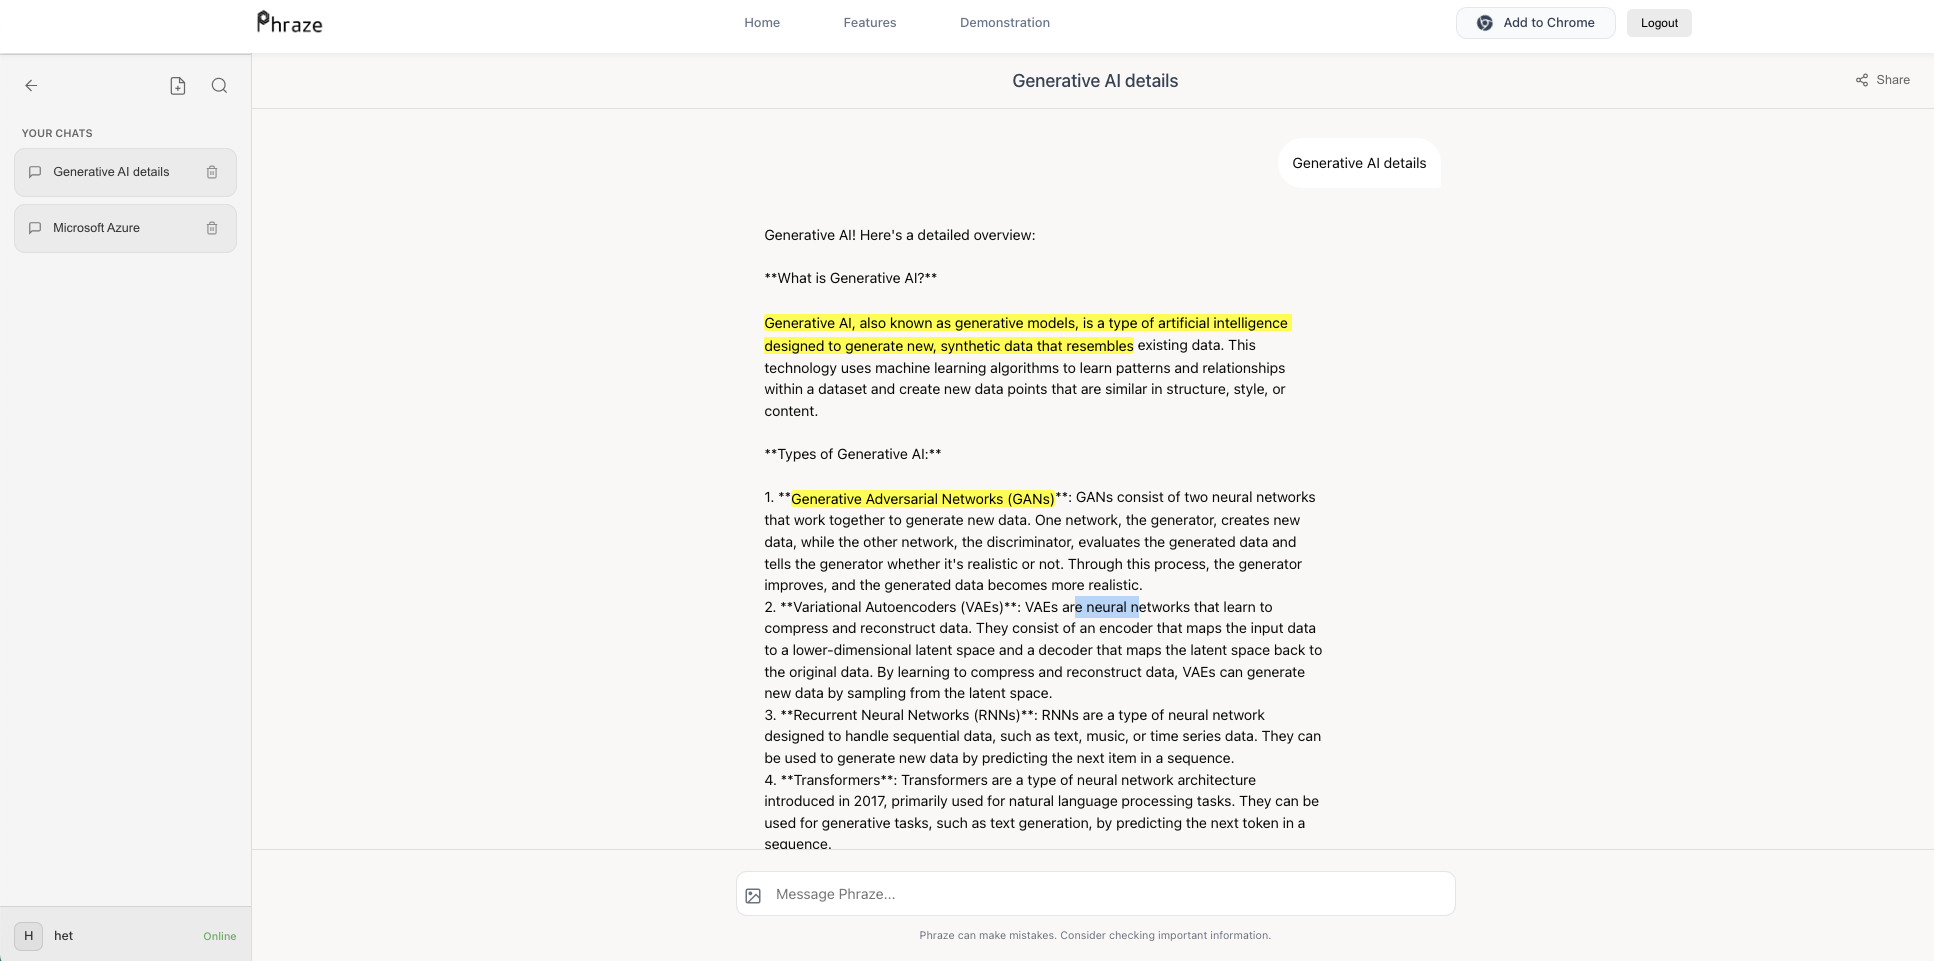 Phraze
Home
Features
Demonstration
Add to Chrome
Logout
YOUR CHATS
Generative AI details
Microsoft Azure
Generative AI details
Share
Generative AI details
Generative AI! Here's a detailed overview:
**What is Generative AI?**
Generative AI, also known as generative models, is a type of artificial intelligence
designed to generate new, synthetic data that resembles existing data. This
technology uses machine learning algorithms to learn patterns and relationships
within a dataset and create new data points that are similar in structure, style, or
content.
**Types of Generative AI:**
1. **Generative Adversarial Networks (GANs)**: GANs consist of two neural networks
that work together to generate new data. One network, the generator, creates new
data, while the other network, the discriminator, evaluates the generated data and
tells the generator whether it's realistic or not. Through this process, the generator
improves, and the generated data becomes more realistic.
2. **Variational Autoencoders (VAEs)**: VAEs are neural networks that learn to
compress and reconstruct data. They consist of an encoder that maps the input data
to a lower-dimensional latent space and a decoder that maps the latent space back to
the original data. By learning to compress and reconstruct data, VAEs can generate
new data by sampling from the latent space.
3. **Recurrent Neural Networks (RNNs)**: RNNs are a type of neural network
designed to handle sequential data, such as text, music, or time series data. They can
be used to generate new data by predicting the next item in a sequence.
4. **Transformers**: Transformers are a type of neural network architecture
introduced in 2017, primarily used for natural language processing tasks. They can be
used for generative tasks, such as text generation, by predicting the next token in a
sequence.
Message Phraze...
Phraze can make mistakes. Consider checking important information.
H
het
Online